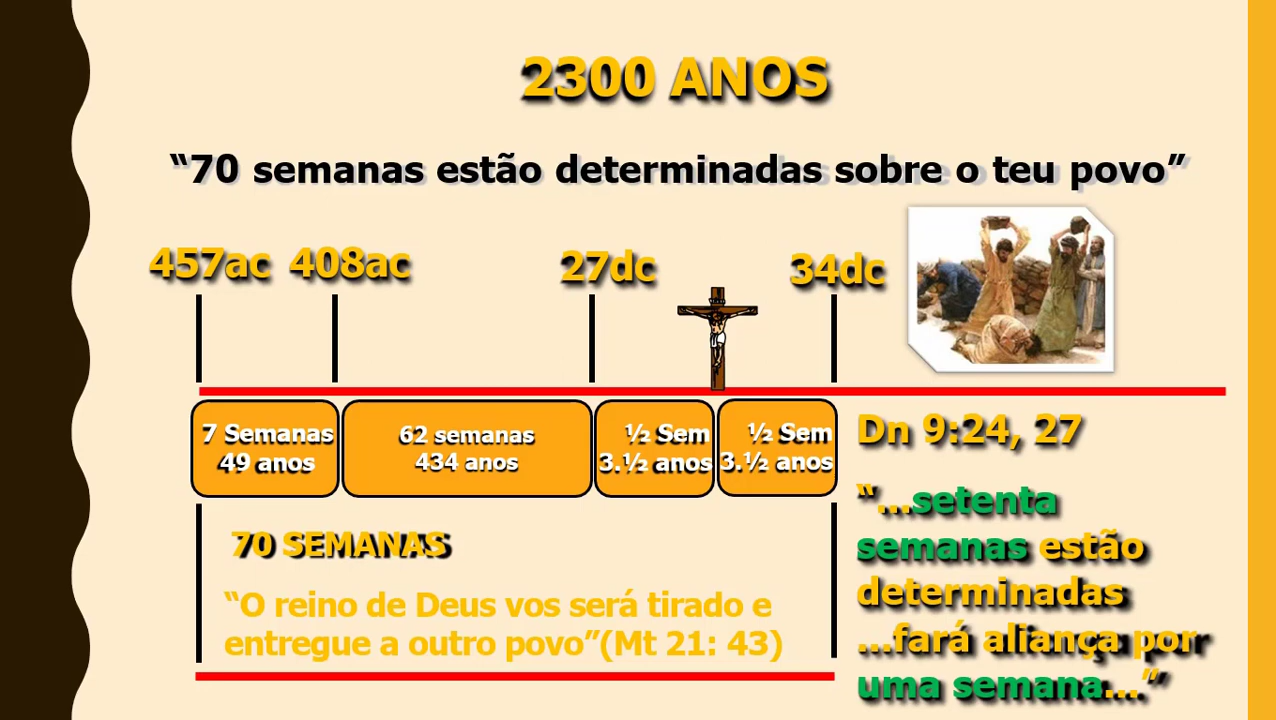 2300 ANOS
“70 semanas estão determinadas sobre o teu povo”
457ac 408ac 27dc 34dc
7 Semanas
49 anos
62 semanas
434 anos
½ Sem
3.½ anos
½ Sem
3.½ anos
70 SEMANAS
“O reino de Deus vos será tirado e
entregue a outro povo”(Mt 21: 43)
Dn 9:24, 27
“...setenta
semanas estão
determinadas
...fará aliança por
uma semana...”